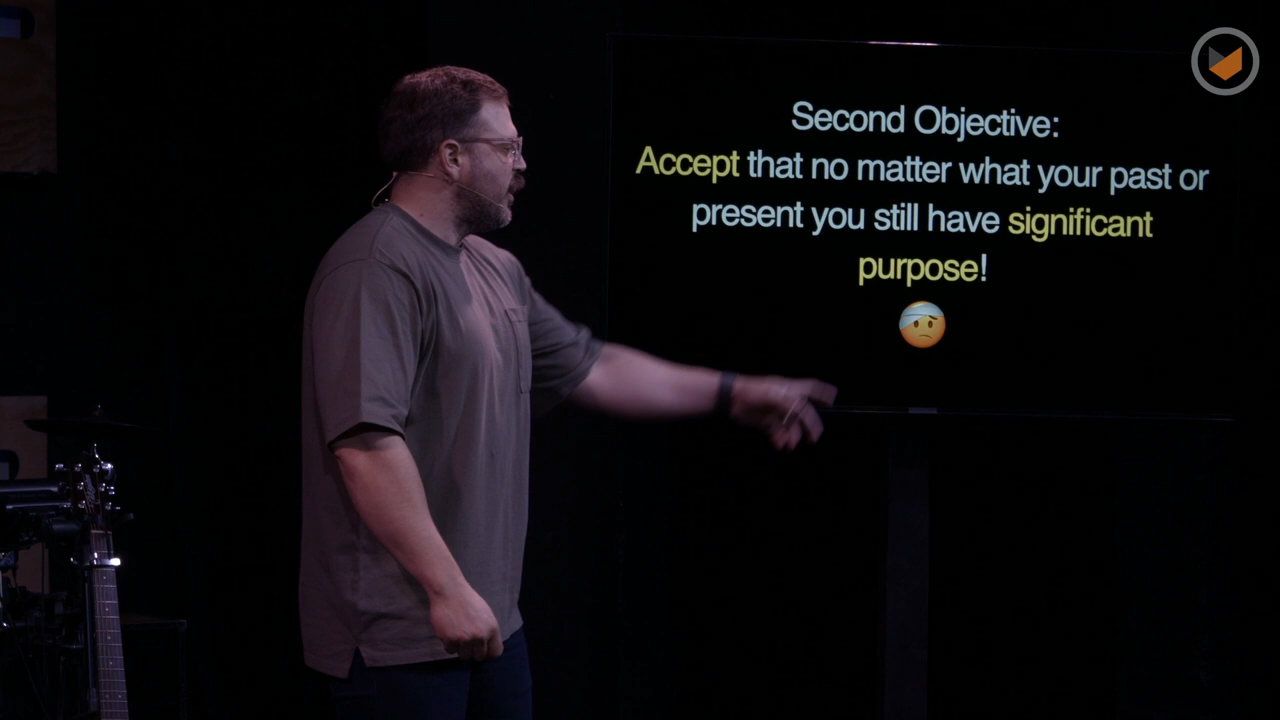 Second Objective:
Accept that no matter what your past or
present you still have significant
purpose!